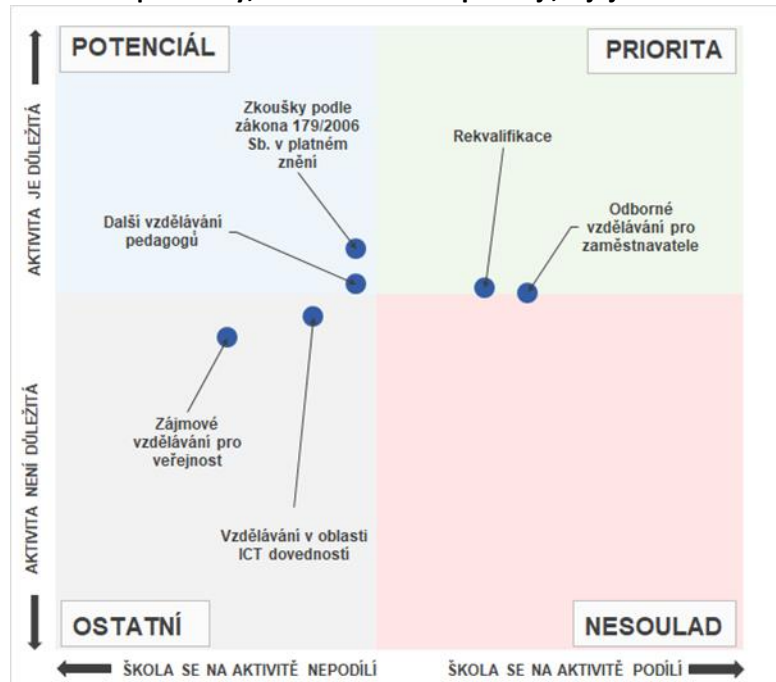 POTENCIÁL
PRIORITA
Zkoušky podle
zákona 179/2006
Sb. v platném
znění
Rekvalifikace
Další vzdělávání
pedagogů
Odborné
vzdělávání pro
zaměstnavatele
Zájmové
vzdělávání pro
veřejnost
Vzdělávání v oblasti
ICT dovedností
AKTIVITA JE DŮLEŽITÁ
AKTIVITA NENÍ DŮLEŽITÁ
OSTATNÍ
NESOULAD
ŠKOLA SE NA AKTIVITĚ NEPODÍLÍ
ŠKOLA SE NA AKTIVITĚ PODÍLÍ